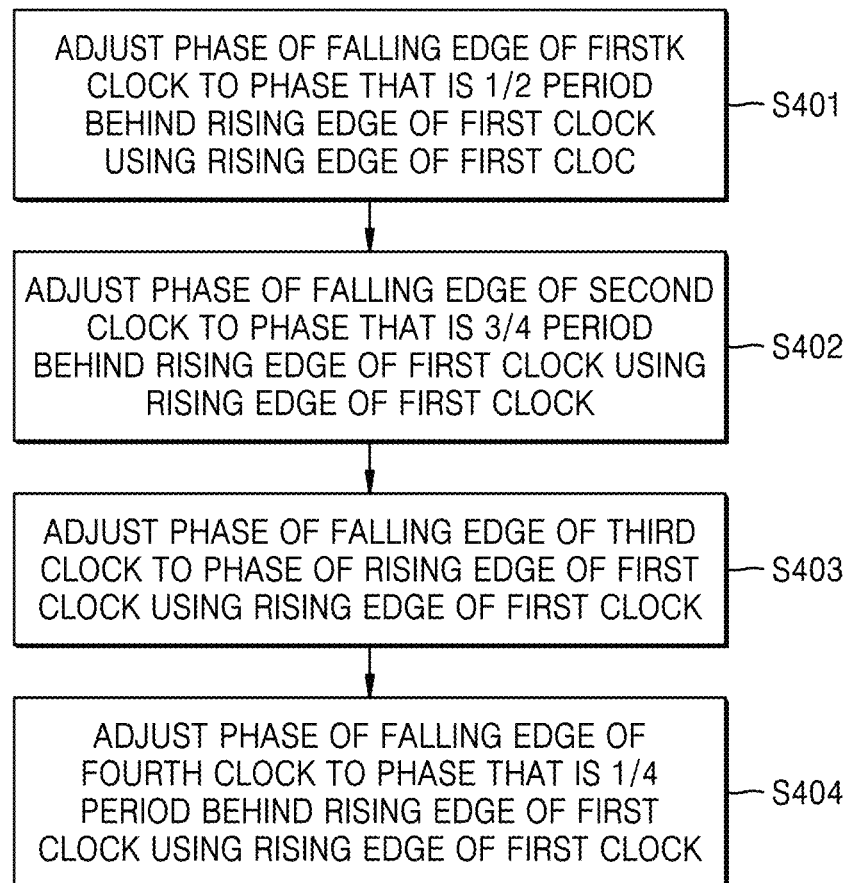 ADJUST PHASE OF FALLING EDGE OF FIRSTK
CLOCK TO PHASE THAT IS 1/2 PERIOD
BEHIND RISING EDGE OF FIRST CLOCK
USING RISING EDGE OF FIRST CLOC
S401
ADJUST PHASE OF FALLING EDGE OF SECOND
CLOCK TO PHASE THAT IS 3/4 PERIOD
BEHIND RISING EDGE OF FIRST CLOCK USING
RISING EDGE OF FIRST CLOCK
S402
ADJUST PHASE OF FALLING EDGE OF THIRD
CLOCK TO PHASE OF RISING EDGE OF FIRST
CLOCK USING RISING EDGE OF FIRST CLOCK
S403
ADJUST PHASE OF FALLING EDGE OF
FOURTH CLOCK TO PHASE THAT IS 1/4
PERIOD BEHIND RISING EDGE OF FIRST
CLOCK USING RISING EDGE OF FIRST CLOCK
S404